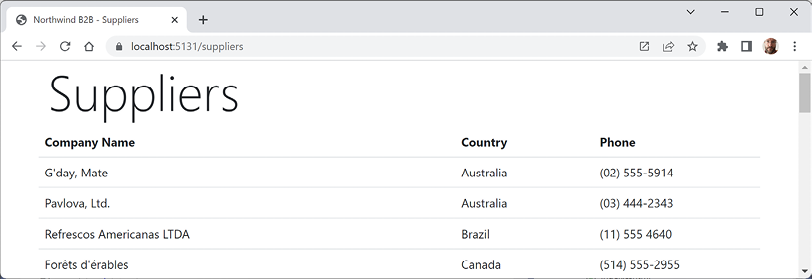 Northwind B2B - Suppliers
localhost:5131/suppliers
Suppliers
Company Name Country Phone
G'day, Mate Australia (02) 555-5914
Pavlova, Ltd. Australia (03) 444-2343
Refrescos Americanas LTDA Brazil (11) 555 4640
Forêts d'érables Canada (514) 555-2955